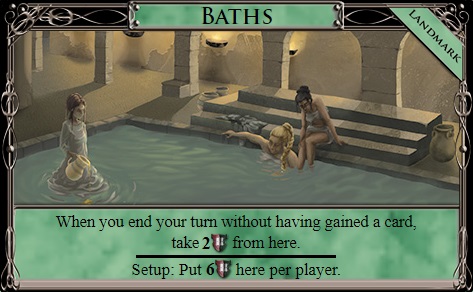 BATHS
LANDMARK
When you end your turn without having gained a card,
take 2 from here.
Setup: Put 6 here per player.